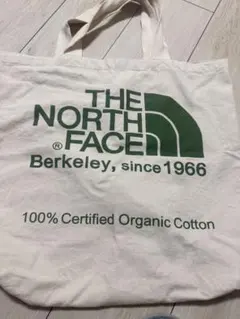 THE
NORTH
® FACE
Berkeley, since 1966
100% Certified Organic Cotton